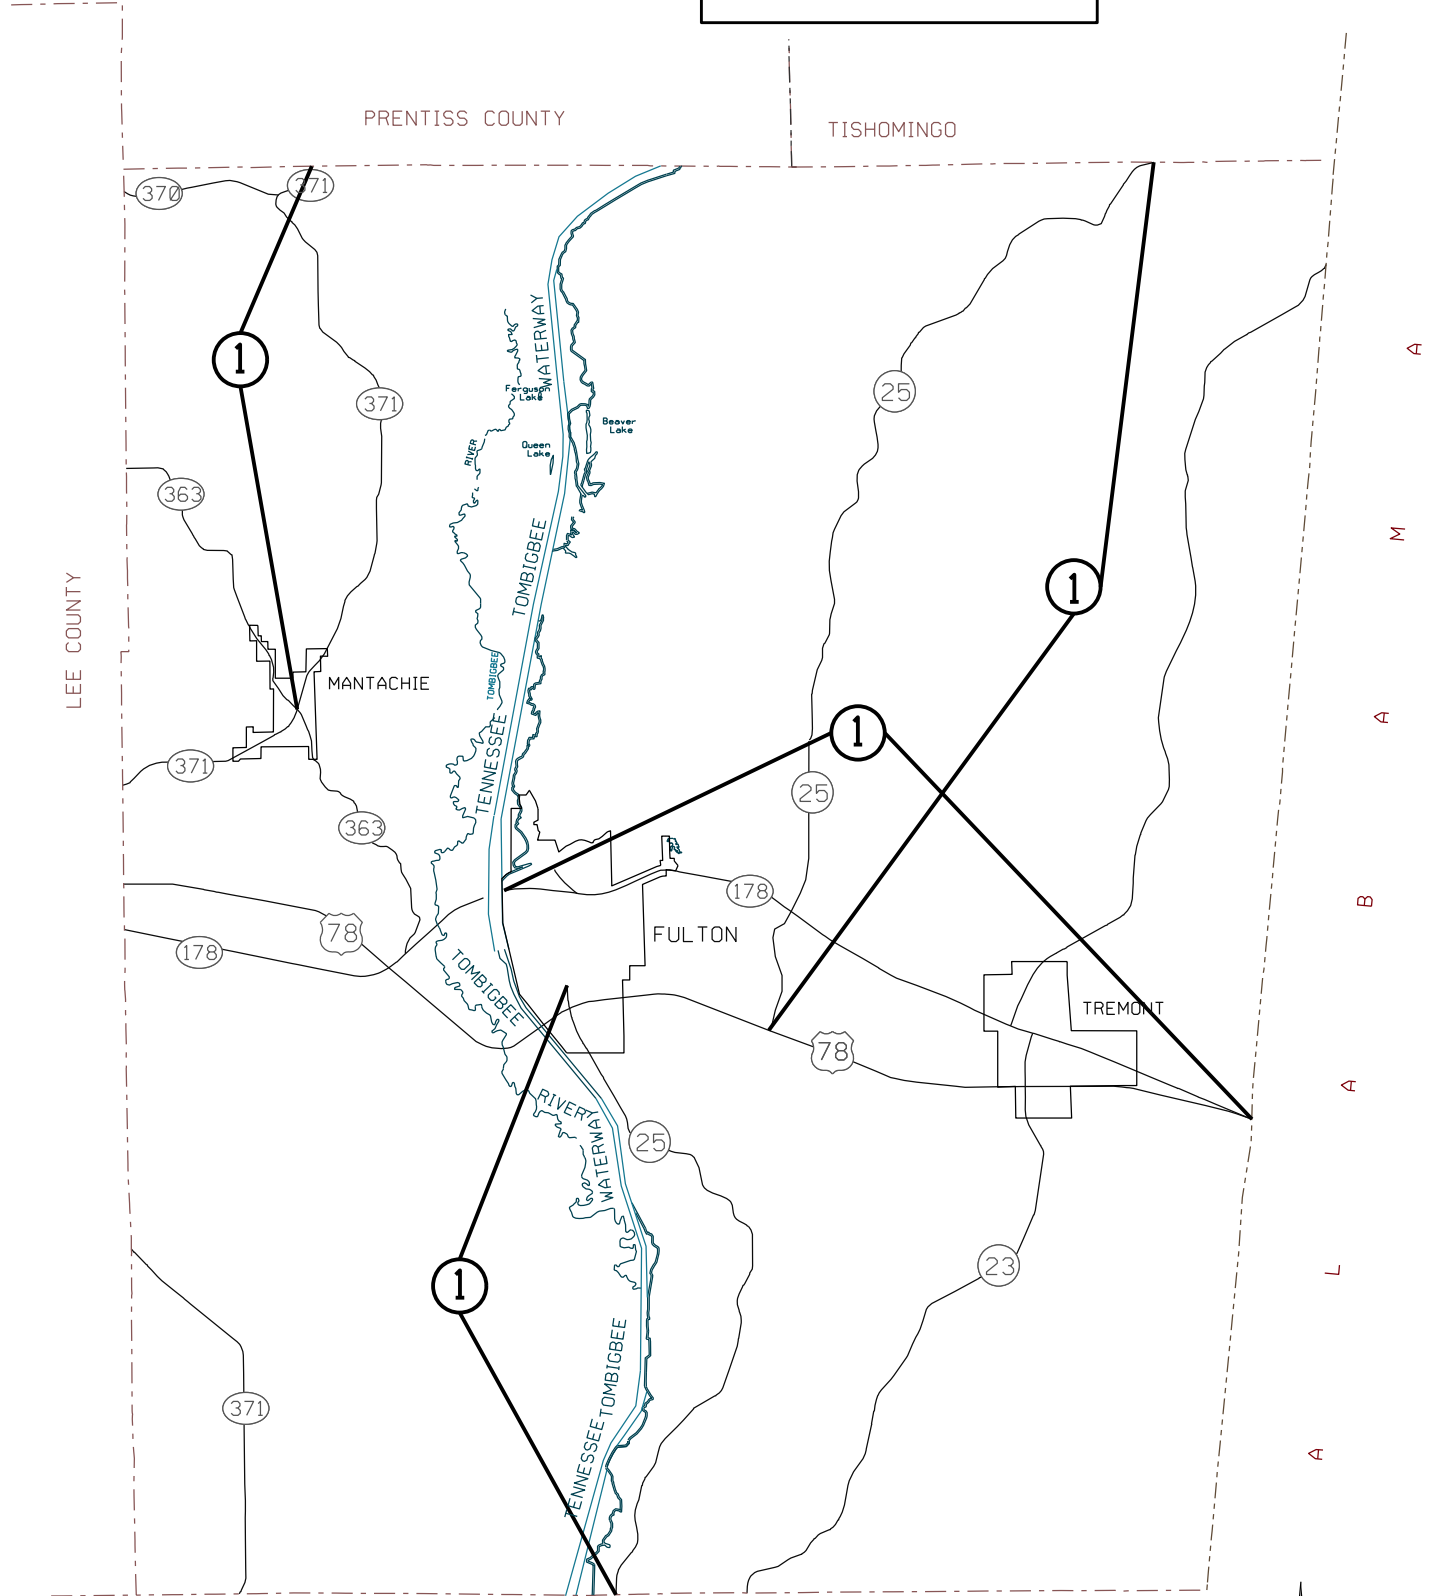 PRENTISS COUNTY
TISHOMINGO
370
371
1
WATERWAY
Ferguson
Lake
25
A
371
Beaver
Lake
RIVER
Queen
Lake
363
TOMBIGBEE
M
1
LEE COUNTY
TOMBIGBEE
MANTACHIE
TENNESSEE
1
A
371
25
363
178
B
78
FULTON
178
TOMBIGBEE
TREMONT
78
A
RIVER
WATERWAY
25
23
L
1
TOMBIGBEE
371
TENNESSEE
A